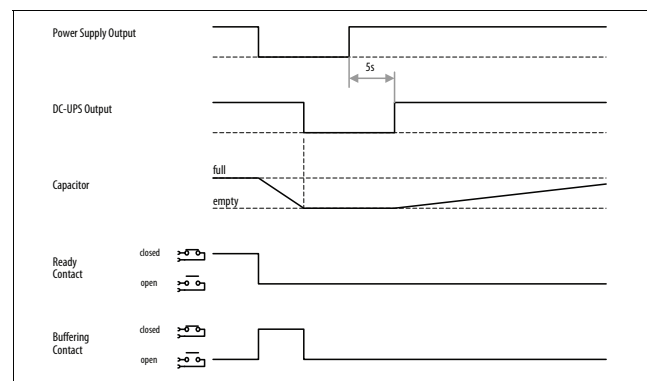 Power Supply Output
5s
DC-UPS Output
full
Capacitor
empty
closed
Ready
Contact
open
closed
Buffering
Contact
open